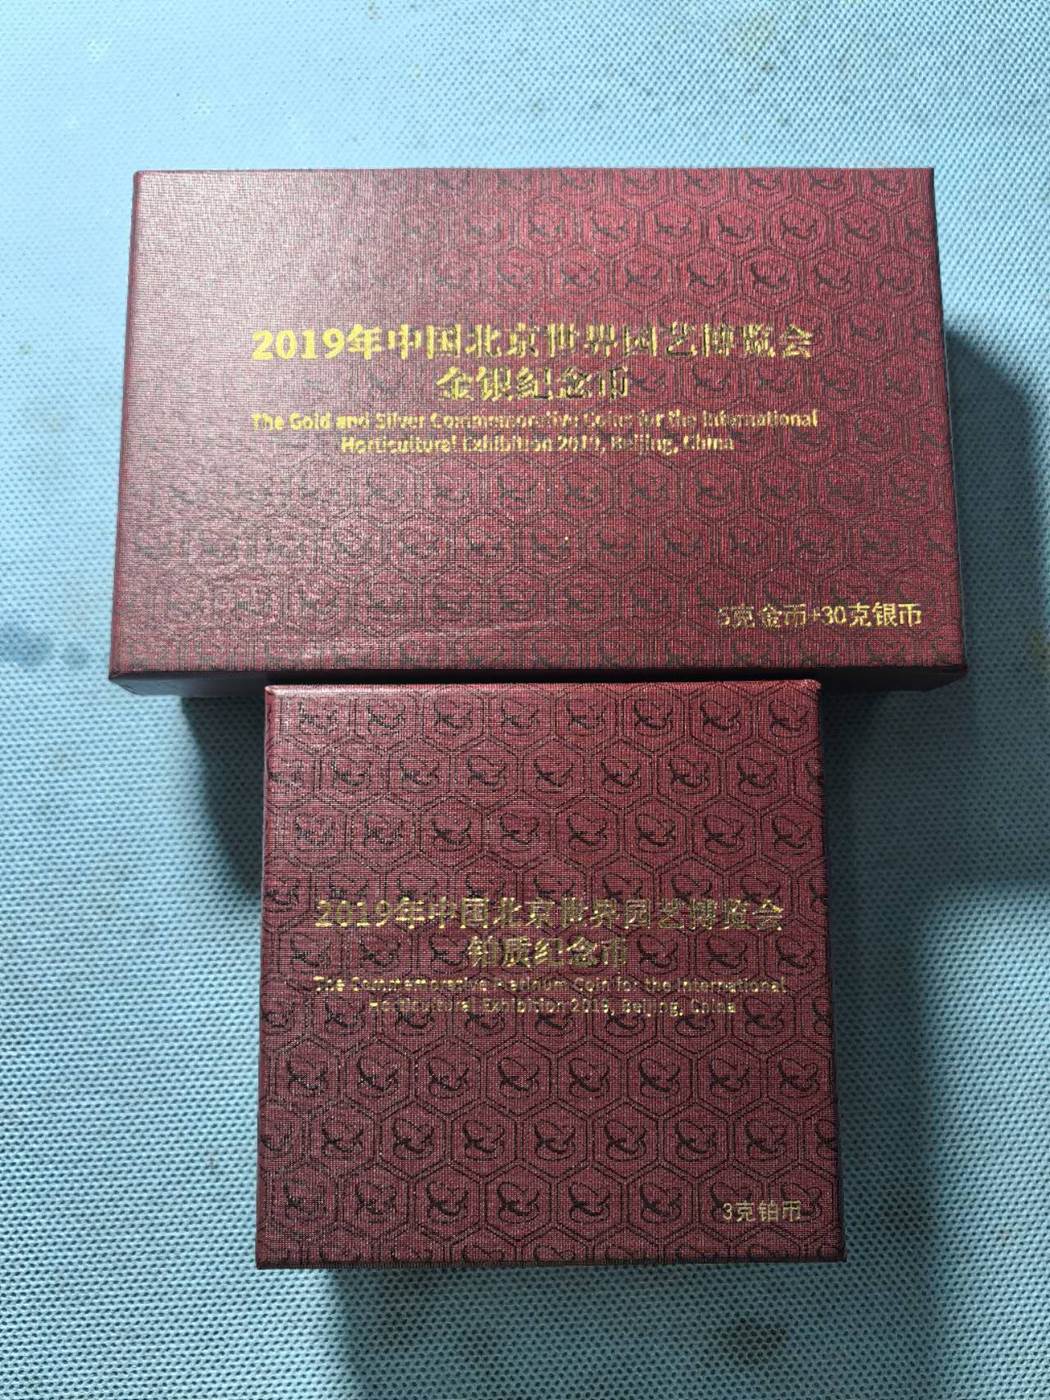 2019年中国北京世界园艺博览会
金银纪念币
The Gold and Silver Commemorative Coins for the International
Horticultural Exhibition 2019, Beijing, China
5克金币+30克银币
2019年中国北京世界园艺博览会
铂质纪念币
The Commemorative Platinum Coin for the International
Horticultural Exhibition 2019, Beijing, China
3克铂币